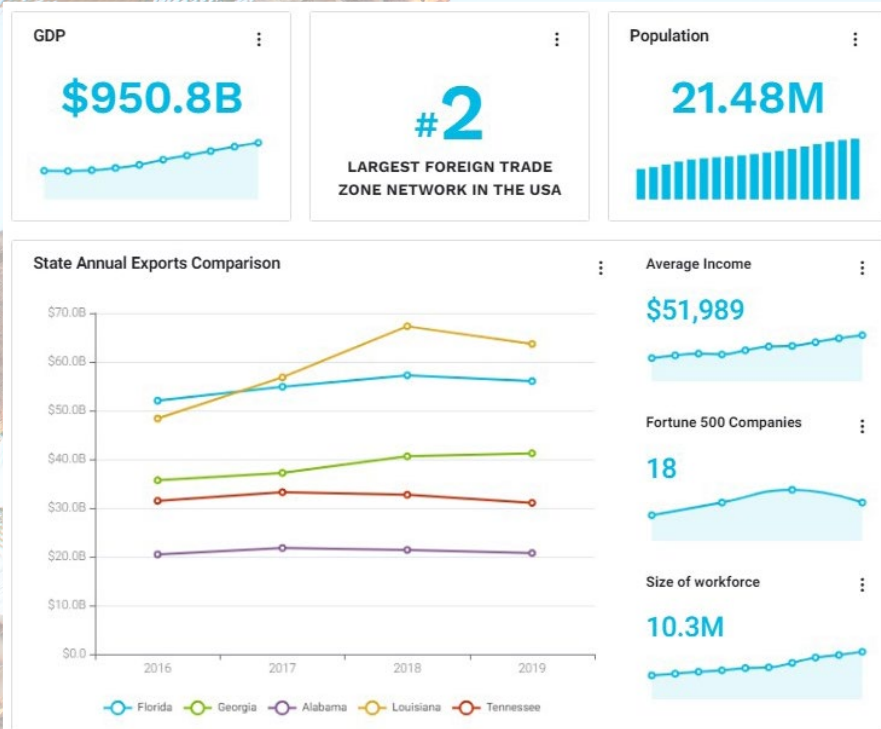 GDP
$950.8B
#2
LARGEST FOREIGN TRADE
ZONE NETWORK IN THE USA
Population
21.48M
State Annual Exports Comparison
$70.0B
$60.0B
$50.0B
$40.0B
$30.0B
$20.0B
$10.0B
$0.0
2016 2017 2018 2019
Florida Georgia Alabama Louisiana Tennessee
Average Income
$51,989
Fortune 500 Companies
18
Size of workforce
10.3M